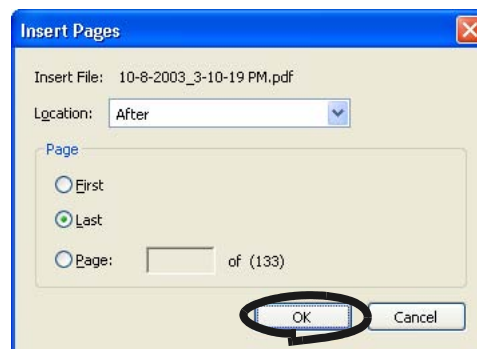 Insert Pages
Insert File: 10-8-2003_3-10-19 PM.pdf
Location: After
Page
First
Last
Page: of (133)
OK Cancel